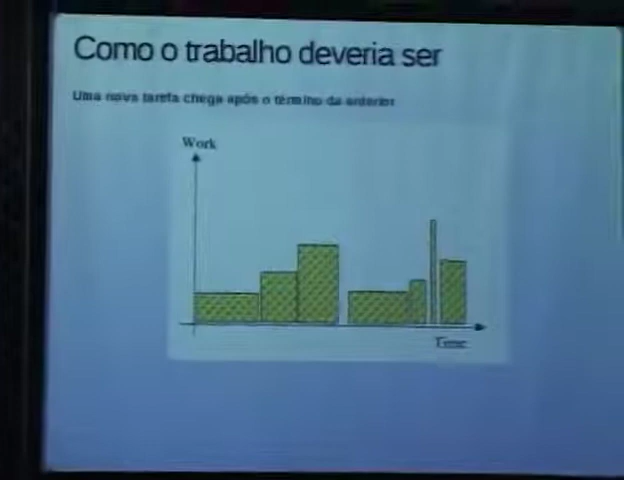 Como o trabalho deveria ser
Uma nova tarefa chega após o término da anterior
Work
Time